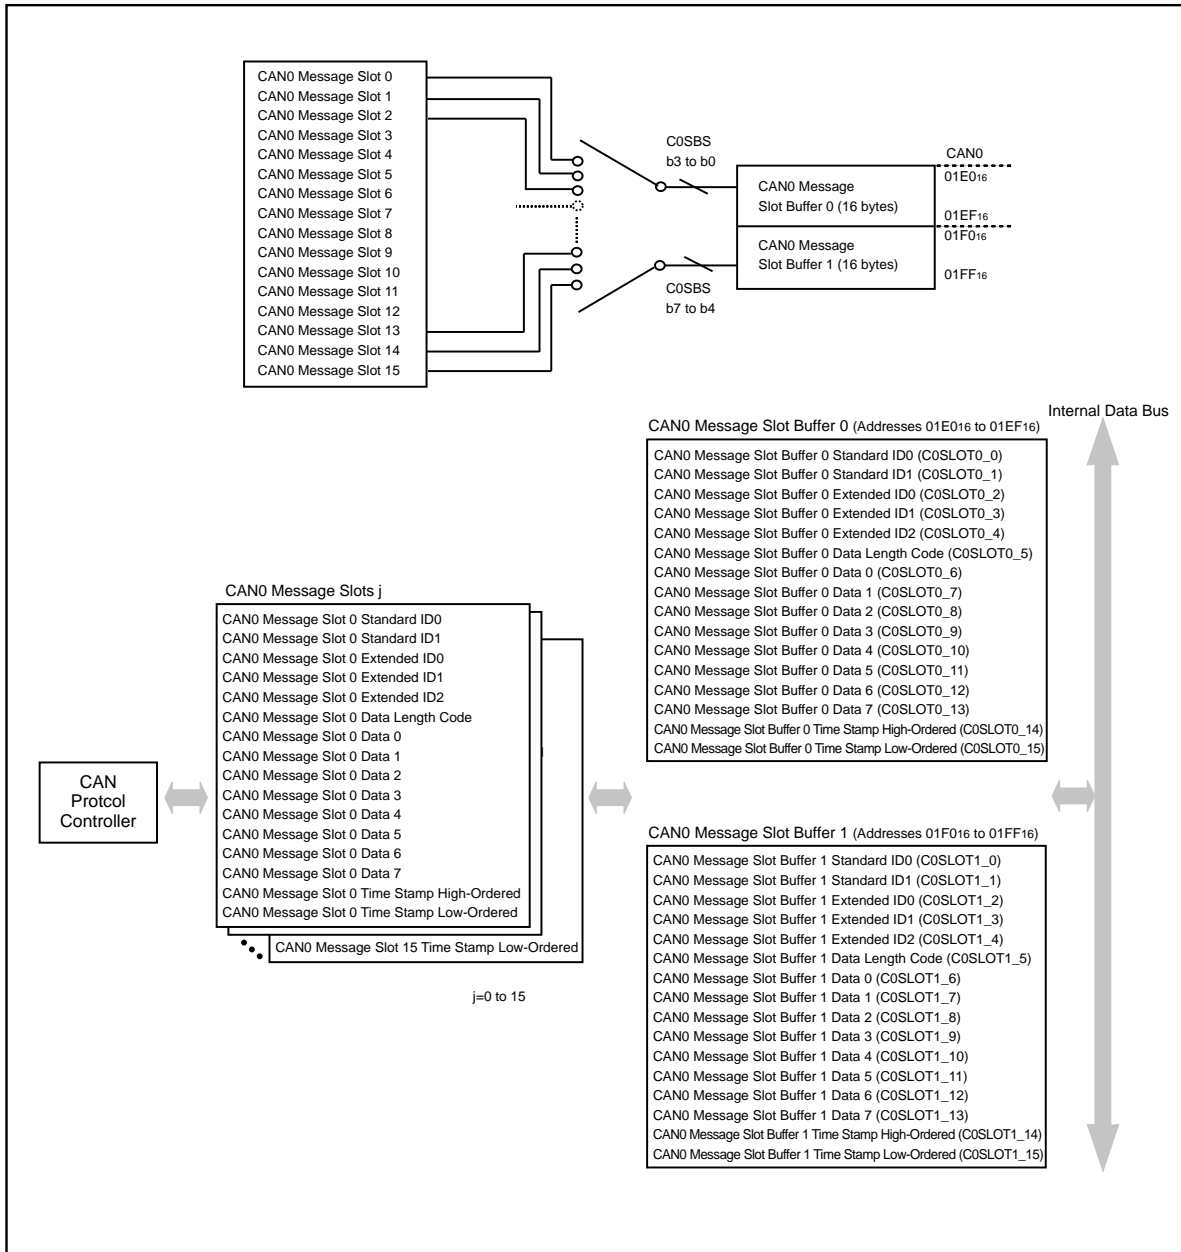 CAN0 Message Slot 0
CAN0 Message Slot 1
CAN0 Message Slot 2
CAN0 Message Slot 3
CAN0 Message Slot 4
CAN0 Message Slot 5
CAN0 Message Slot 6
CAN0 Message Slot 7
CAN0 Message Slot 8
CAN0 Message Slot 9
CAN0 Message Slot 10
CAN0 Message Slot 11
CAN0 Message Slot 12
CAN0 Message Slot 13
CAN0 Message Slot 14
CAN0 Message Slot 15
C0SBS
b3 to b0
C0SBS
b7 to b4
CAN0 Message
Slot Buffer 0 (16 bytes)
CAN0 Message
Slot Buffer 1 (16 bytes)
CAN0
01E016
01EF16
01F016
01FF16
Internal Data Bus
CAN0 Message Slot Buffer 0 (Addresses 01E016 to 01EF16)
CAN0 Message Slot Buffer 0 Standard ID0 (C0SLOT0_0)
CAN0 Message Slot Buffer 0 Standard ID1 (C0SLOT0_1)
CAN0 Message Slot Buffer 0 Extended ID0 (C0SLOT0_2)
CAN0 Message Slot Buffer 0 Extended ID1 (C0SLOT0_3)
CAN0 Message Slot Buffer 0 Extended ID2 (C0SLOT0_4)
CAN0 Message Slot Buffer 0 Data Length Code (C0SLOT0_5)
CAN0 Message Slot Buffer 0 Data 0 (C0SLOT0_6)
CAN0 Message Slot Buffer 0 Data 1 (C0SLOT0_7)
CAN0 Message Slot Buffer 0 Data 2 (C0SLOT0_8)
CAN0 Message Slot Buffer 0 Data 3 (C0SLOT0_9)
CAN0 Message Slot Buffer 0 Data 4 (C0SLOT0_10)
CAN0 Message Slot Buffer 0 Data 5 (C0SLOT0_11)
CAN0 Message Slot Buffer 0 Data 6 (C0SLOT0_12)
CAN0 Message Slot Buffer 0 Data 7 (C0SLOT0_13)
CAN0 Message Slot Buffer 0 Time Stamp High-Ordered (C0SLOT0_14)
CAN0 Message Slot Buffer 0 Time Stamp Low-Ordered (C0SLOT0_15)
CAN0 Message Slots j
CAN0 Message Slot 0 Standard ID0
CAN0 Message Slot 0 Standard ID1
CAN0 Message Slot 0 Extended ID0
CAN0 Message Slot 0 Extended ID1
CAN0 Message Slot 0 Extended ID2
CAN0 Message Slot 0 Data Length Code
CAN0 Message Slot 0 Data 0
CAN0 Message Slot 0 Data 1
CAN0 Message Slot 0 Data 2
CAN0 Message Slot 0 Data 3
CAN0 Message Slot 0 Data 4
CAN0 Message Slot 0 Data 5
CAN0 Message Slot 0 Data 6
CAN0 Message Slot 0 Data 7
CAN0 Message Slot 0 Time Stamp High-Ordered
CAN0 Message Slot 0 Time Stamp Low-Ordered
CAN0 Message Slot 15 Time Stamp Low-Ordered
j=0 to 15
CAN
Protcol
Controller
CAN0 Message Slot Buffer 1 (Addresses 01F016 to 01FF16)
CAN0 Message Slot Buffer 1 Standard ID0 (C0SLOT1_0)
CAN0 Message Slot Buffer 1 Standard ID1 (C0SLOT1_1)
CAN0 Message Slot Buffer 1 Extended ID0 (C0SLOT1_2)
CAN0 Message Slot Buffer 1 Extended ID1 (C0SLOT1_3)
CAN0 Message Slot Buffer 1 Extended ID2 (C0SLOT1_4)
CAN0 Message Slot Buffer 1 Data Length Code (C0SLOT1_5)
CAN0 Message Slot Buffer 1 Data 0 (C0SLOT1_6)
CAN0 Message Slot Buffer 1 Data 1 (C0SLOT1_7)
CAN0 Message Slot Buffer 1 Data 2 (C0SLOT1_8)
CAN0 Message Slot Buffer 1 Data 3 (C0SLOT1_9)
CAN0 Message Slot Buffer 1 Data 4 (C0SLOT1_10)
CAN0 Message Slot Buffer 1 Data 5 (C0SLOT1_11)
CAN0 Message Slot Buffer 1 Data 6 (C0SLOT1_12)
CAN0 Message Slot Buffer 1 Data 7 (C0SLOT1_13)
CAN0 Message Slot Buffer 1 Time Stamp High-Ordered (C0SLOT1_14)
CAN0 Message Slot Buffer 1 Time Stamp Low-Ordered (C0SLOT1_15)